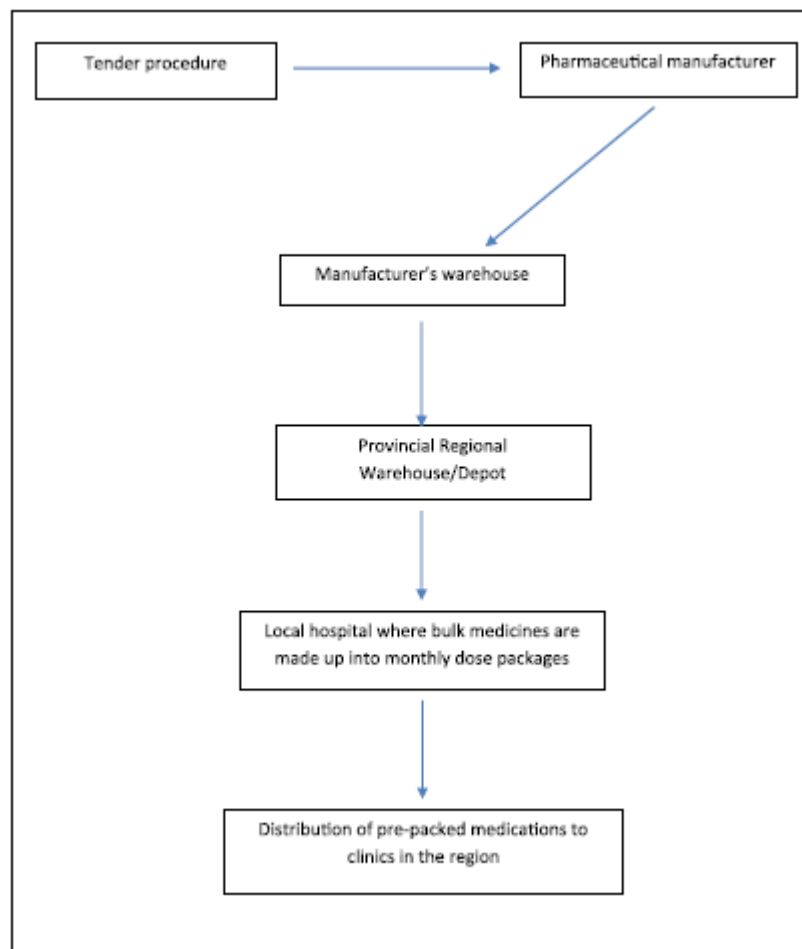 Tender procedure
Pharmaceutical manufacturer
Manufacturer's warehouse
Provincial Regional
Warehouse/Depot
Local hospital where bulk medicines are
made up into monthly dose packages
Distribution of pre-packed medications to
clinics in the region